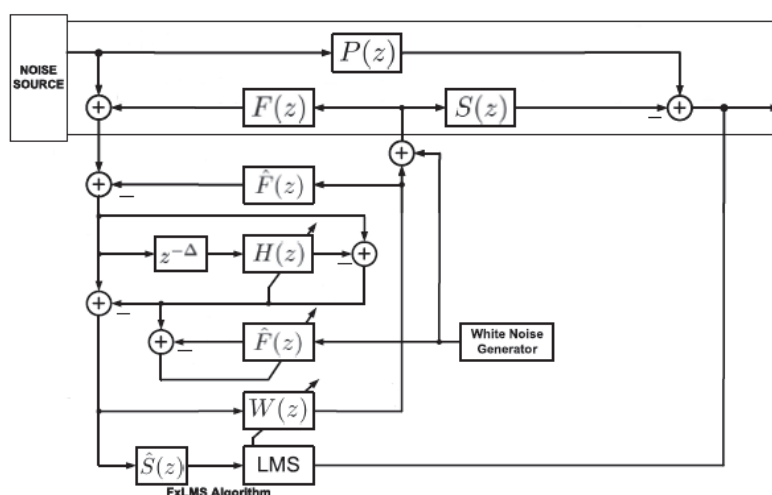 NOISE
SOURCE
P(z)
F(z)
S(z)
F̂(z)
z^{-Δ}
H(z)
F̂(z)
White Noise
Generator
W(z)
Ŝ(z)
LMS
FxLMS Algorithm